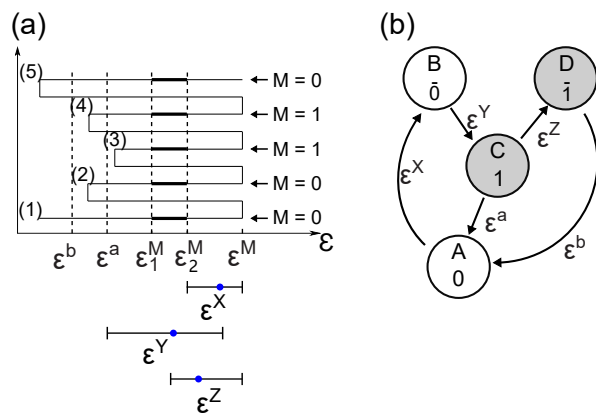 (a)
(5)
M = 0
(4)
M = 1
(3)
M = 1
(2)
M = 0
(1)
M = 0
ε^b ε^a ε_1^M ε_2^M ε^M ε
ε^X
ε^Y
ε^Z
(b)
B
0̄
D
1̄
ε^Y
ε^Z
C
1
ε^X
ε^a
ε^b
A
0